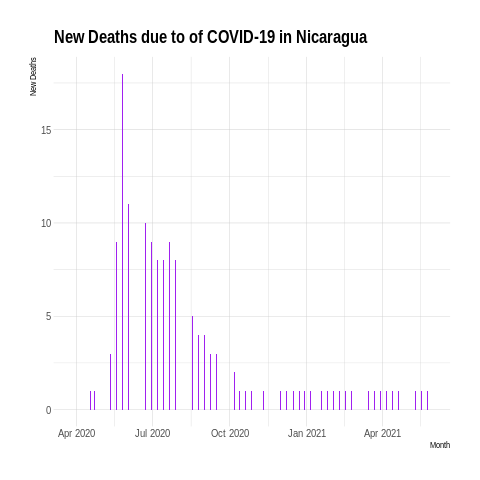 New Deaths due to of COVID-19 in Nicaragua
New Deaths
15
10
5
0
Apr 2020 Jul 2020 Oct 2020 Jan 2021 Apr 2021
Month